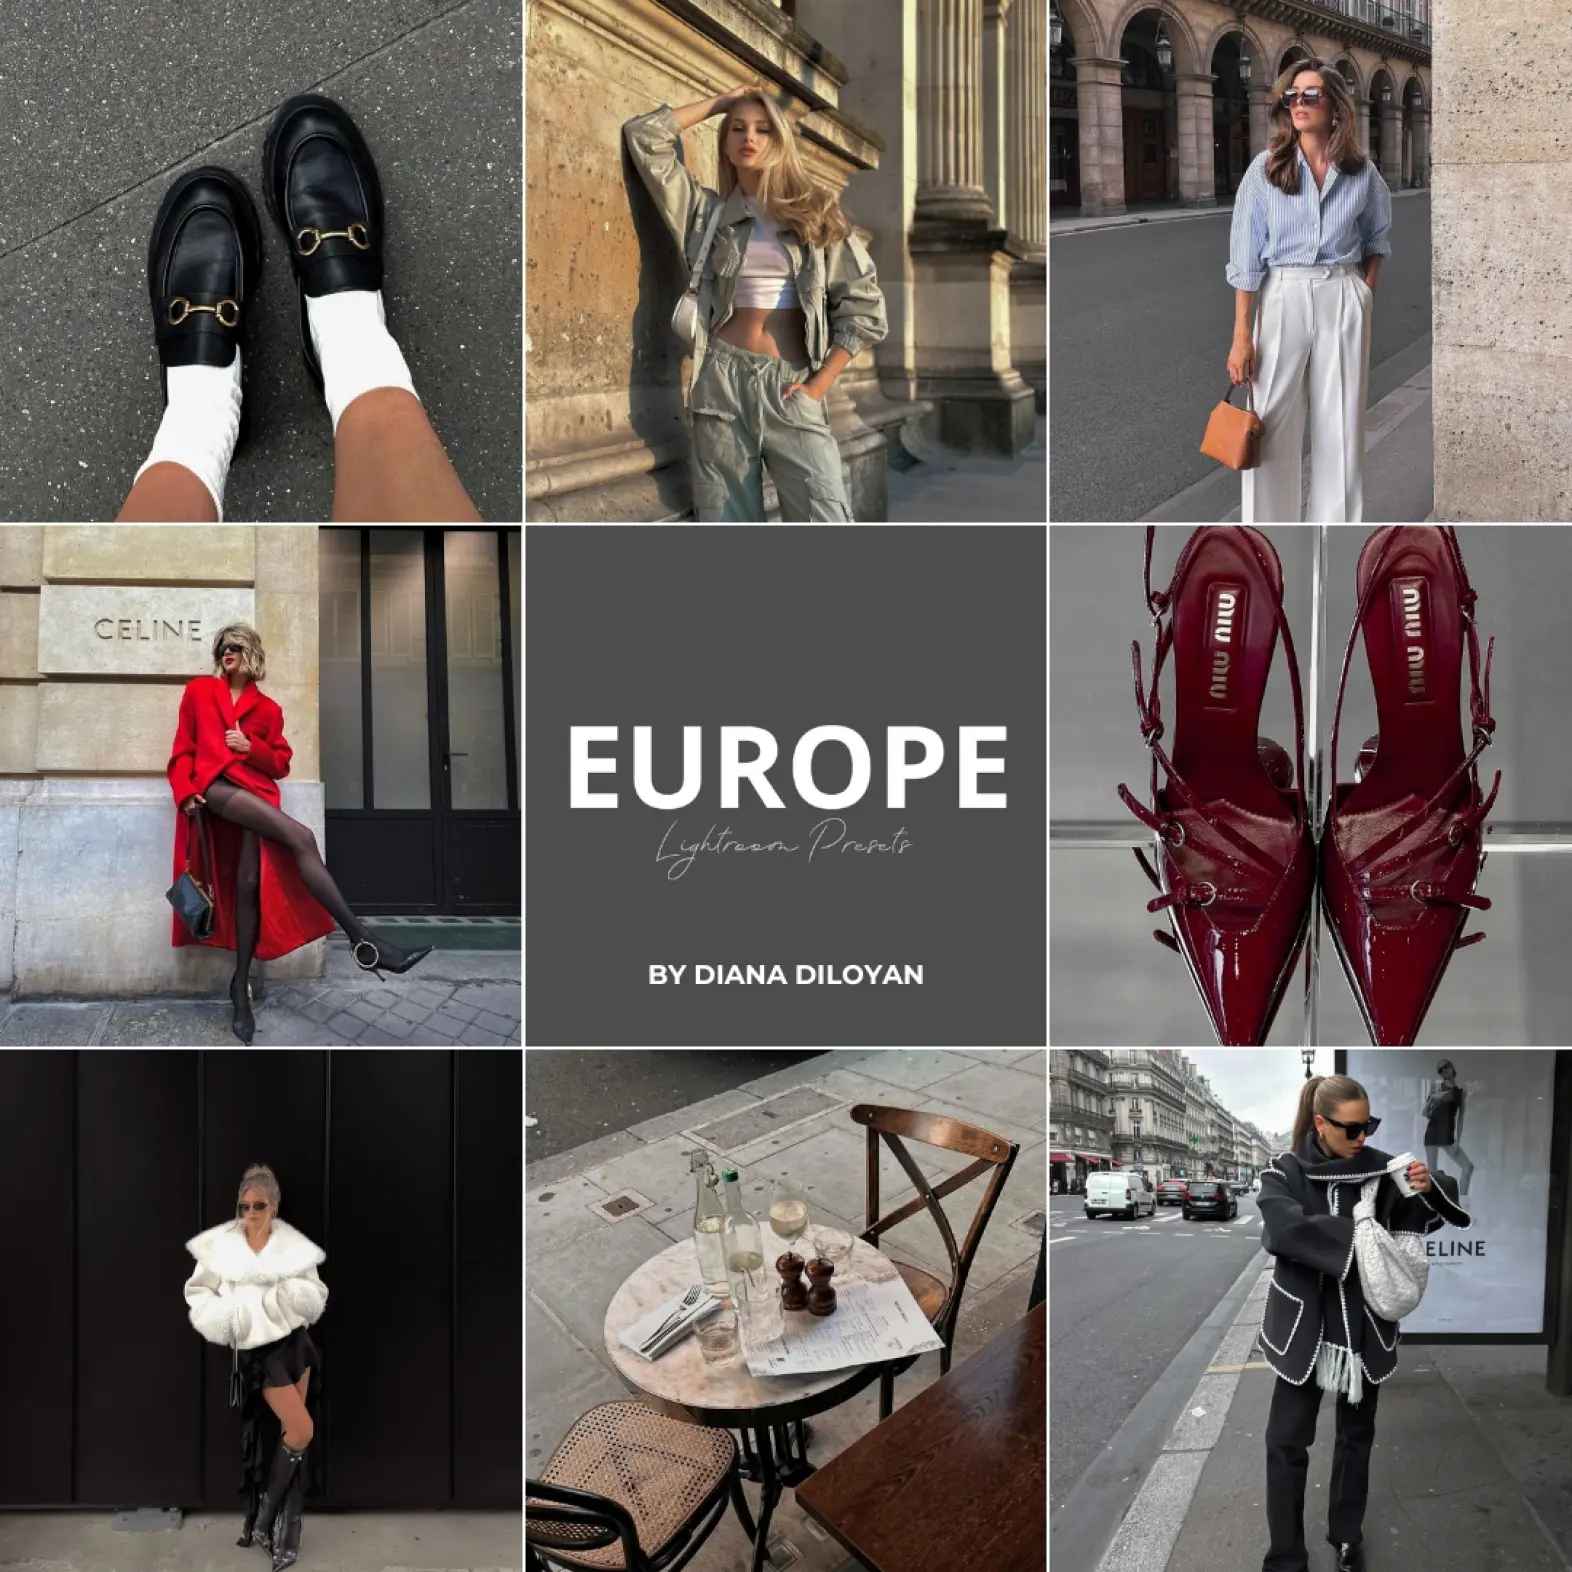 CELINE
EUROPE
Lightroom Presets
BY DIANA DILOYAN
miu miu
miu miu
ELINE